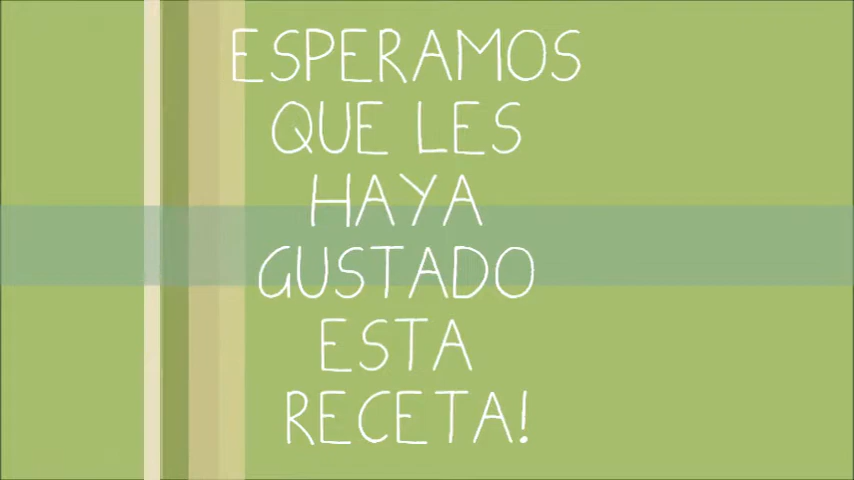 ESPERAMOS
QUE LES
HAYA
GUSTADO
ESTA
RECETA!